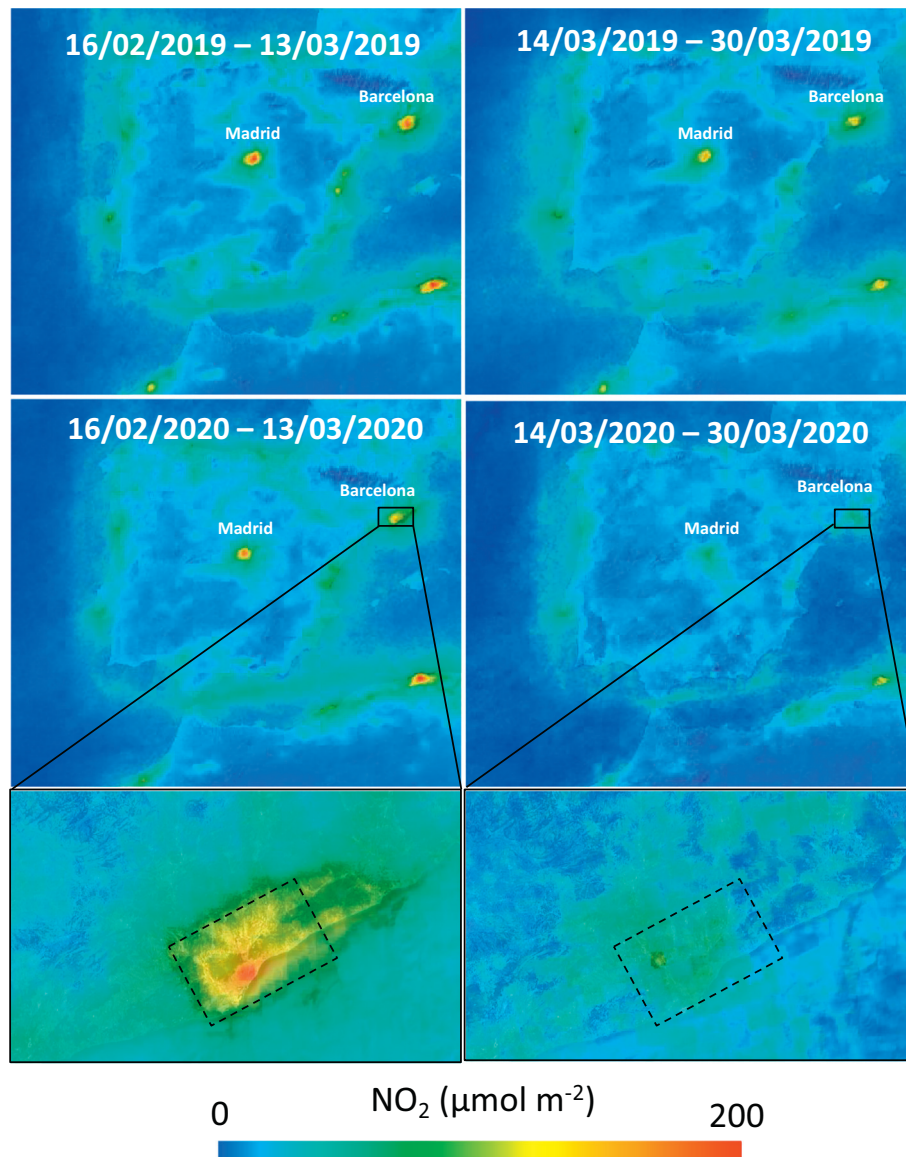 16/02/2019 – 13/03/2019
Barcelona
Madrid
14/03/2019 – 30/03/2019
Barcelona
Madrid
16/02/2020 – 13/03/2020
Barcelona
Madrid
14/03/2020 – 30/03/2020
Barcelona
Madrid
0 NO₂ (μmol m⁻²) 200